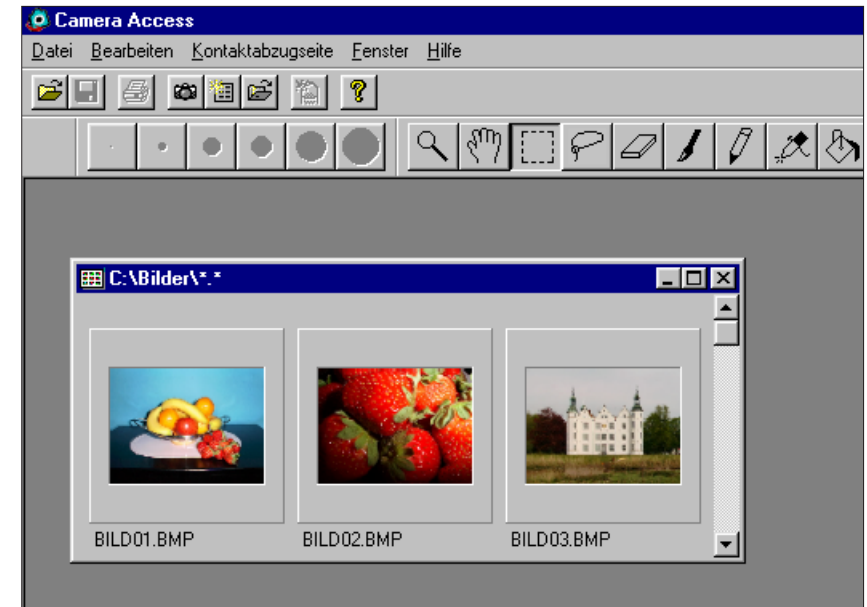 Camera Access
Datei Bearbeiten Kontaktabzugseite Fenster Hilfe
C:\Bilder\*.*
BILD01.BMP BILD02.BMP BILD03.BMP